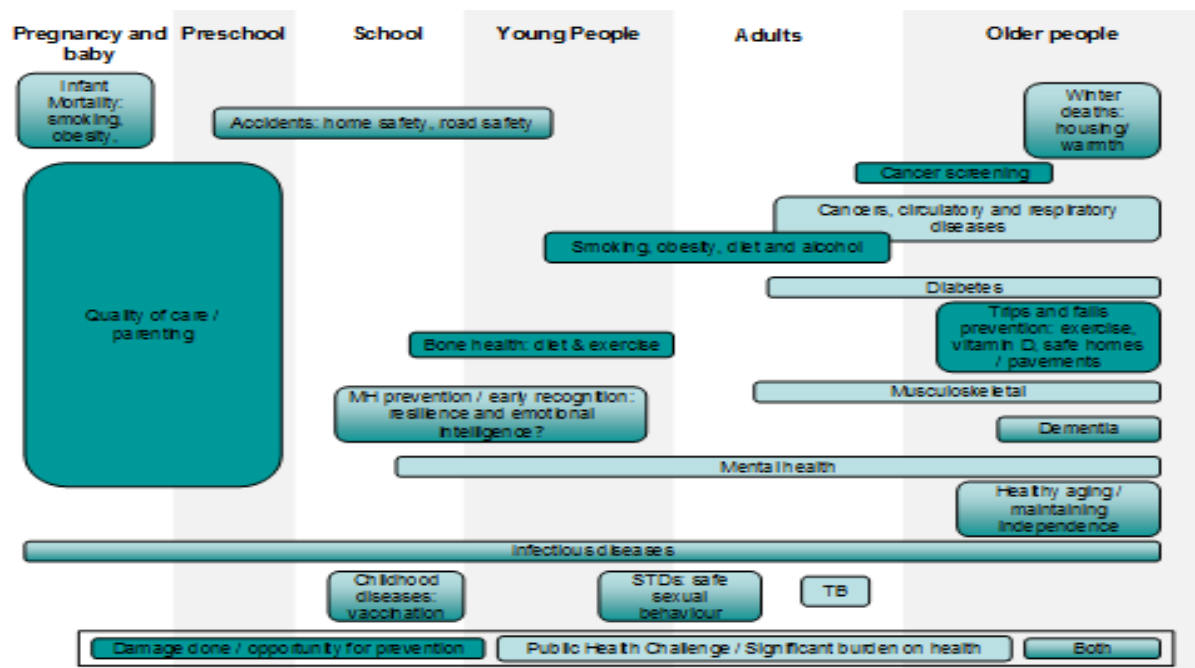 Pregnancy and baby
Preschool
School
Young People
Adults
Older people
Infant
Mortality:
smoking,
obesity,
Accidents: home safety, road safety
Winter
deaths:
housing/
warmth
Cancer screening
Cancers, circulatory and respiratory
diseases
Smoking, obesity, diet and alcohol
Diabetes
Quality of care /
parenting
Trips and falls
prevention: exercise,
vitamin D, safe homes
/ pavements
Bone health: diet & exercise
MH prevention / early recognition:
resilience and emotional
intelligence?
Musculoskeletal
Dementia
Mental health
Healthy aging /
maintaining
independence
Infectious diseases
Childhood
diseases:
vaccination
STDs: safe
sexual
behaviour
TB
Damage done / opportunity for prevention
Public Health Challenge / Significant burden on health
Both